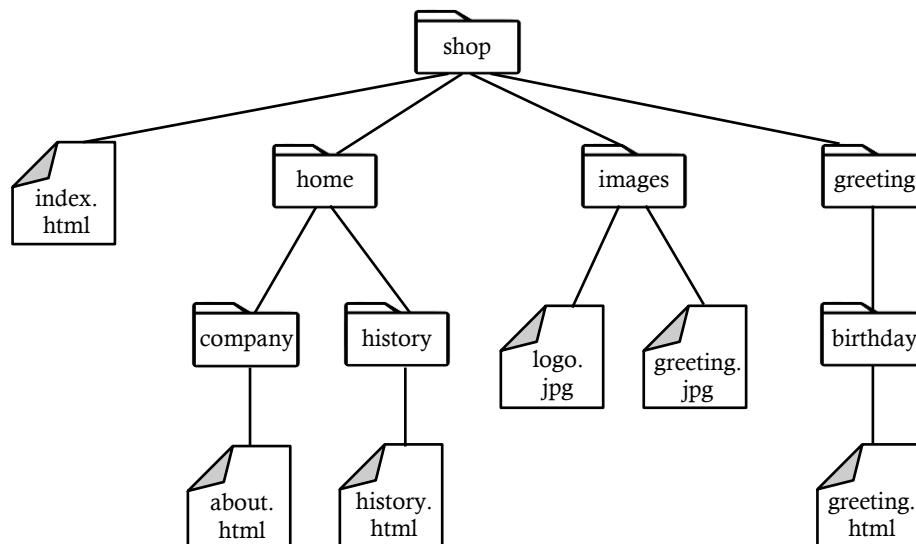 shop
index.
html
home
images
greeting
company
history
logo.
jpg
greeting.
jpg
birthday
about.
html
history.
html
greeting.
html